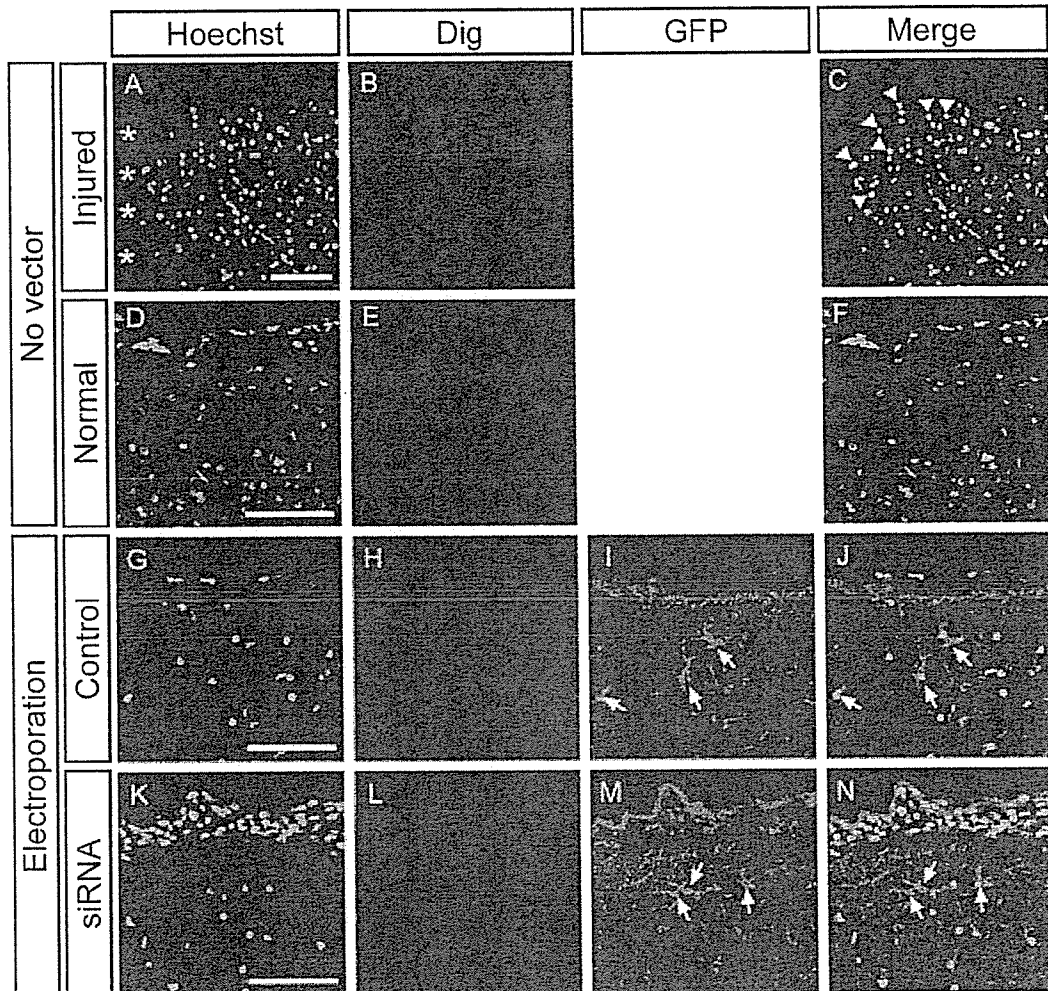 Hoechst Dig GFP Merge
No vector
Injured
A B C
Normal
D E F
Electroporation
Control
G H I J
siRNA
K L M N